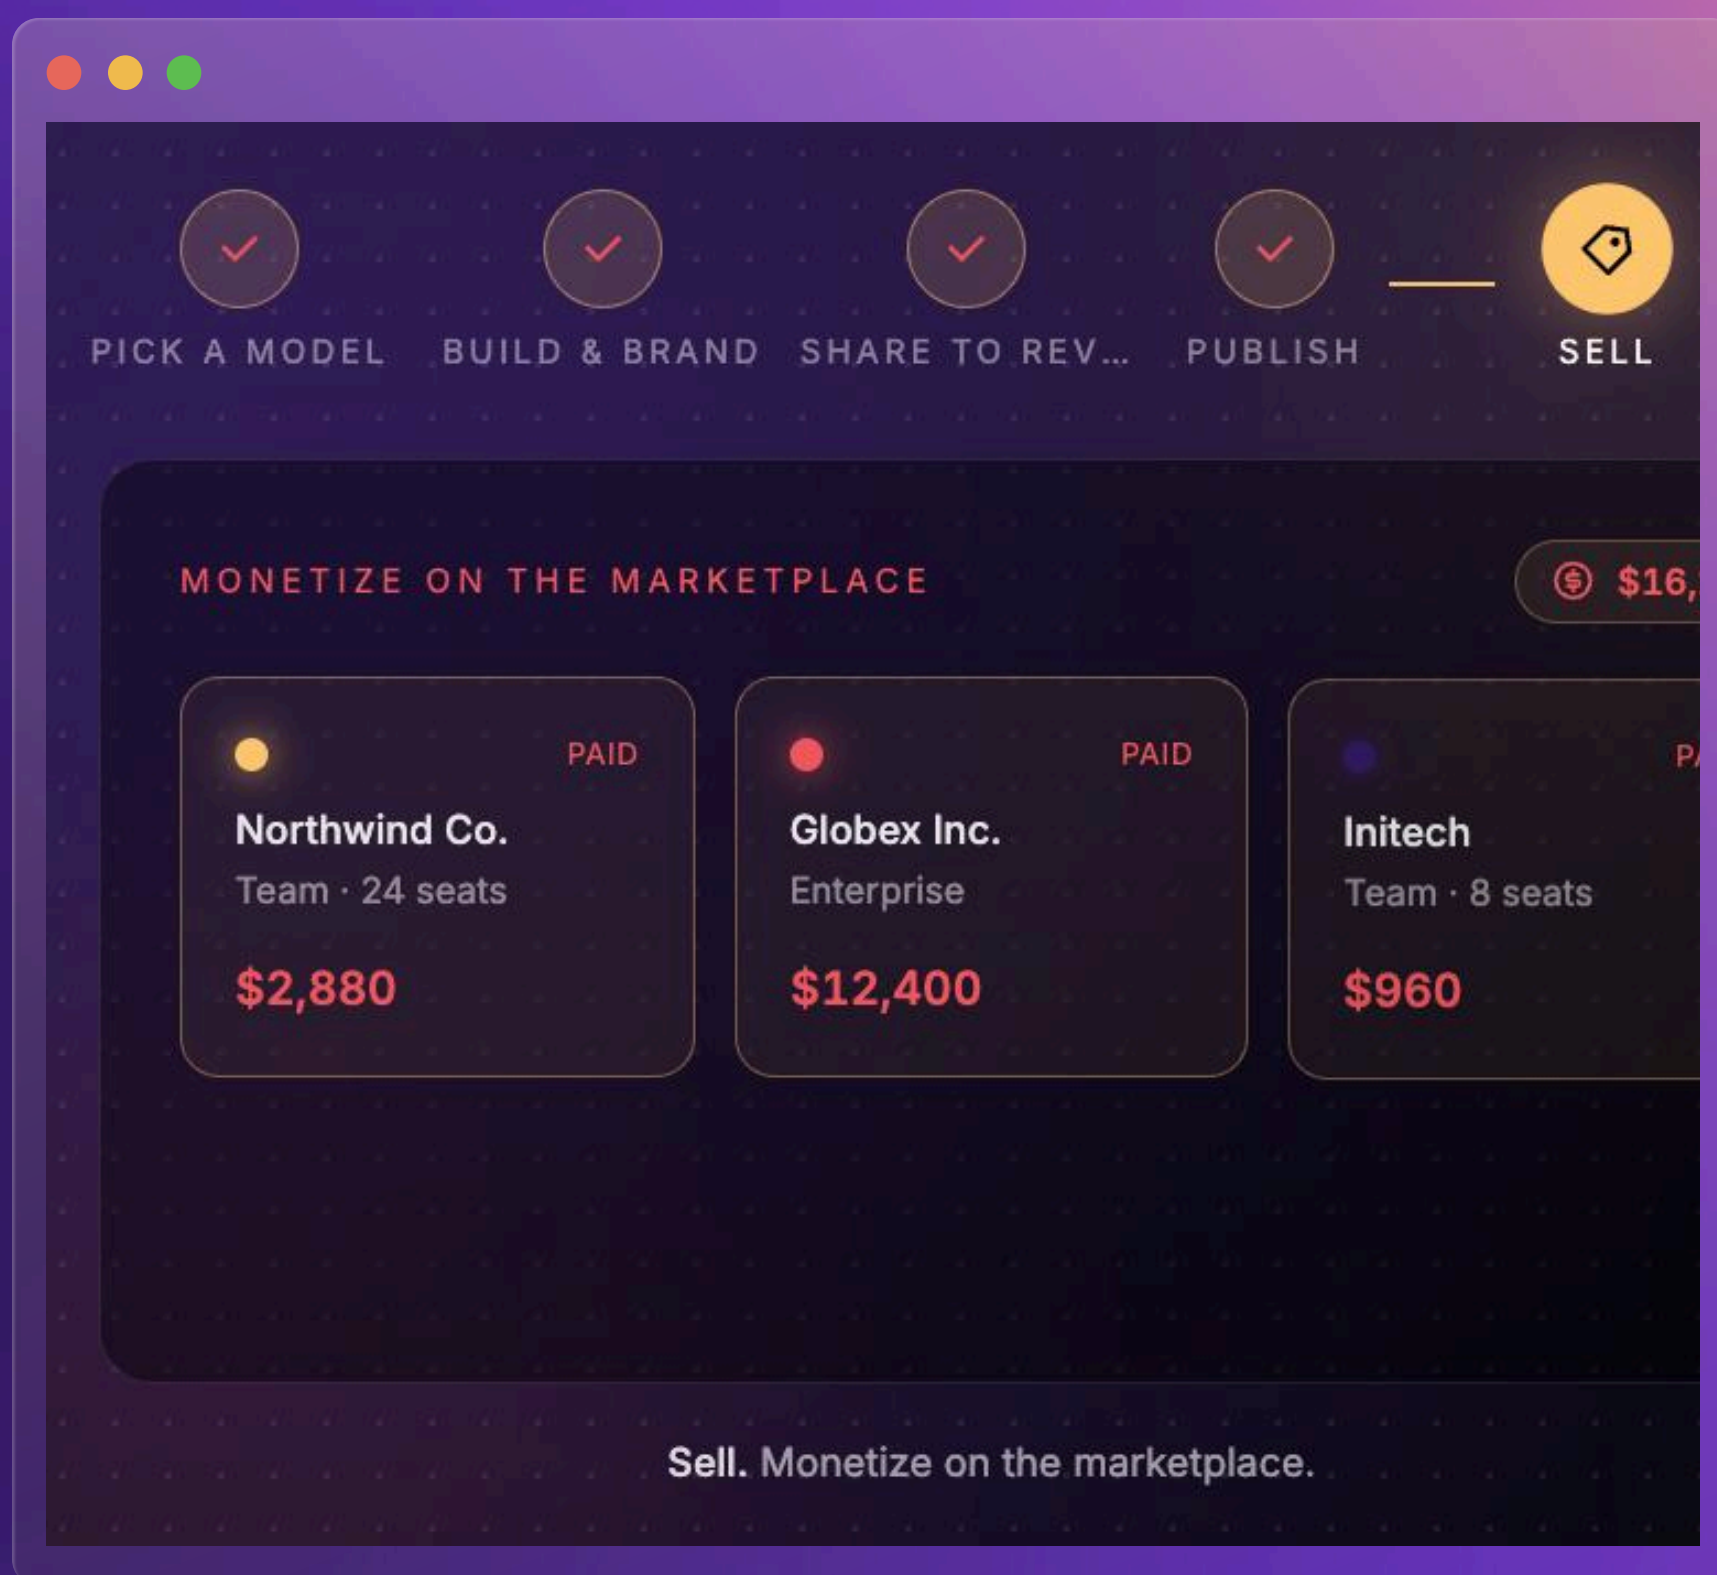 PICK A MODEL
BUILD & BRAND
SHARE TO REV...
PUBLISH
SELL
MONETIZE ON THE MARKETPLACE
$16,
PAID
Northwind Co.
Team · 24 seats
$2,880
PAID
Globex Inc.
Enterprise
$12,400
Initech
Team · 8 seats
$960
Sell. Monetize on the marketplace.